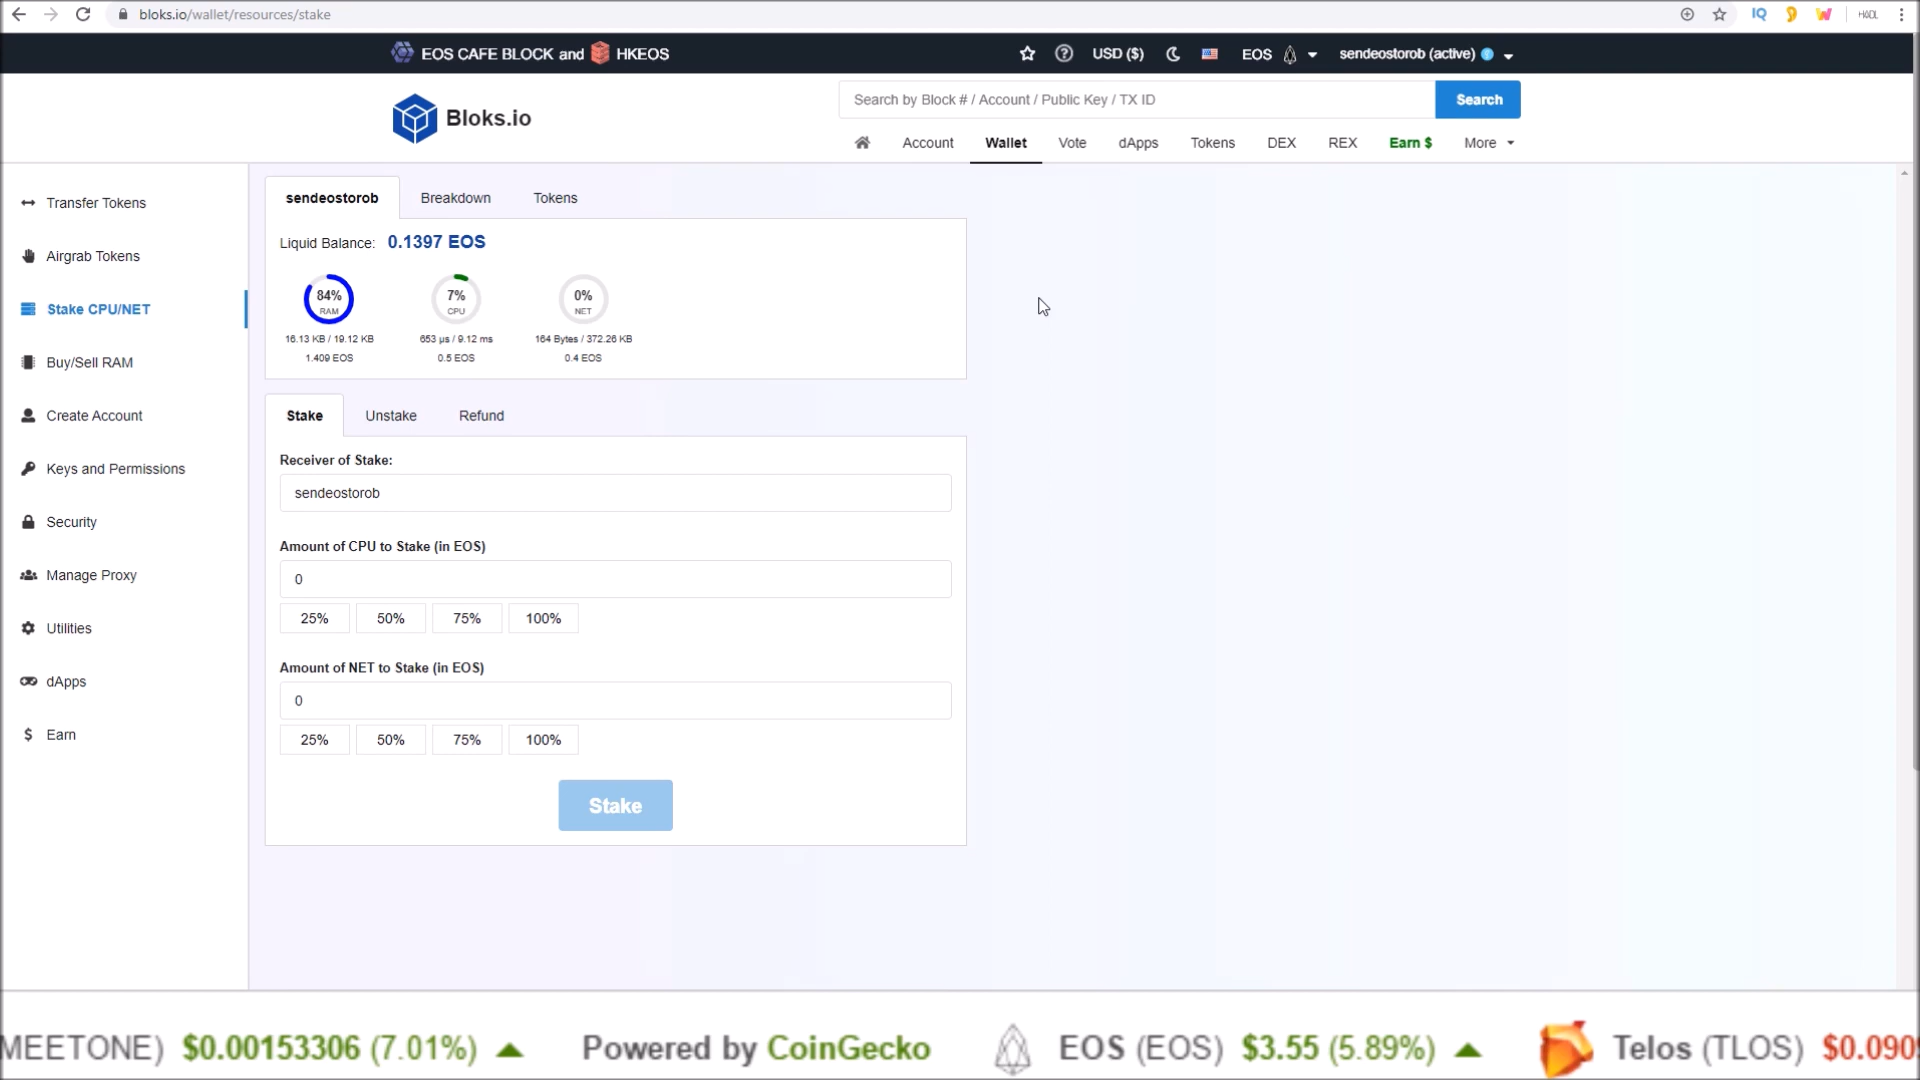 bloks.io/wallet/resources/stake
IQ
EOS CAFE BLOCK and HKEOS
USD ($)
EOS
sendeostorob (active)
Bloks.io
Search by Block # / Account / Public Key / TX ID
Search
Account
Wallet
Vote
dApps
Tokens
DEX
REX
Earn $
More
Transfer Tokens
Airgrab Tokens
Stake CPU/NET
Buy/Sell RAM
Create Account
Keys and Permissions
Security
Manage Proxy
Utilities
dApps
Earn
sendeostorob
Breakdown
Tokens
Liquid Balance: 0.1397 EOS
84%
RAM
16.13 KB / 19.12 KB
1.409 EOS
7%
CPU
653 µs / 9.12 ms
0.5 EOS
0%
NET
164 Bytes / 372.26 KB
0.4 EOS
Stake
Unstake
Refund
Receiver of Stake:
sendeostorob
Amount of CPU to Stake (in EOS)
0
25%
50%
75%
100%
Amount of NET to Stake (in EOS)
0
25%
50%
75%
100%
Stake
MEETONE) $0.00153306 (7.01%)
Powered by CoinGecko
EOS (EOS) $3.55 (5.89%)
Telos (TLOS) $0.090